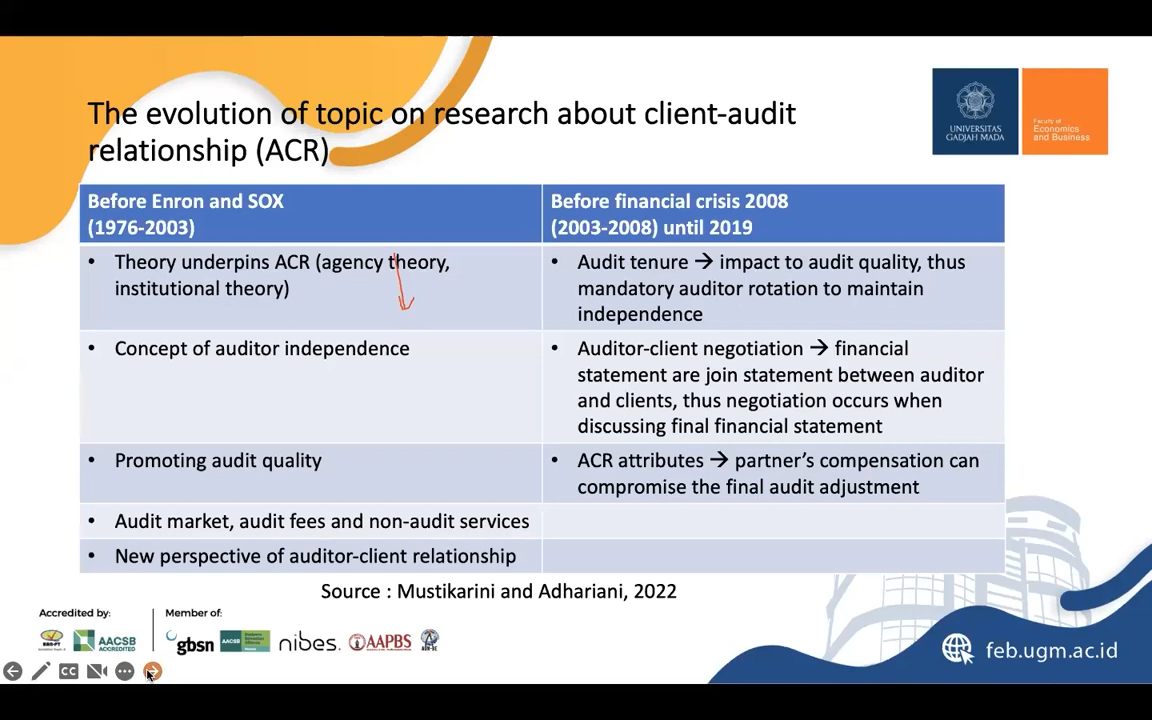 The evolution of topic on research about client-audit
relationship (ACR)
UNIVERSITAS
GADJAH MADA
Faculty of
Economics
and Business
Before Enron and SOX
(1976-2003)
Before financial crisis 2008
(2003-2008) until 2019
• Theory underpins ACR (agency theory,
institutional theory)
• Audit tenure → impact to audit quality, thus
mandatory auditor rotation to maintain
independence
• Concept of auditor independence
• Auditor-client negotiation → financial
statement are join statement between auditor
and clients, thus negotiation occurs when
discussing final financial statement
• Promoting audit quality
• ACR attributes → partner’s compensation can
compromise the final audit adjustment
• Audit market, audit fees and non-audit services
• New perspective of auditor-client relationship
Source : Mustikarini and Adhariani, 2022
Accredited by:
Member of:
AACSB
ACCREDITED
gbsn
AACSB
nibes.
AAPBS
feb.ugm.ac.id
CC